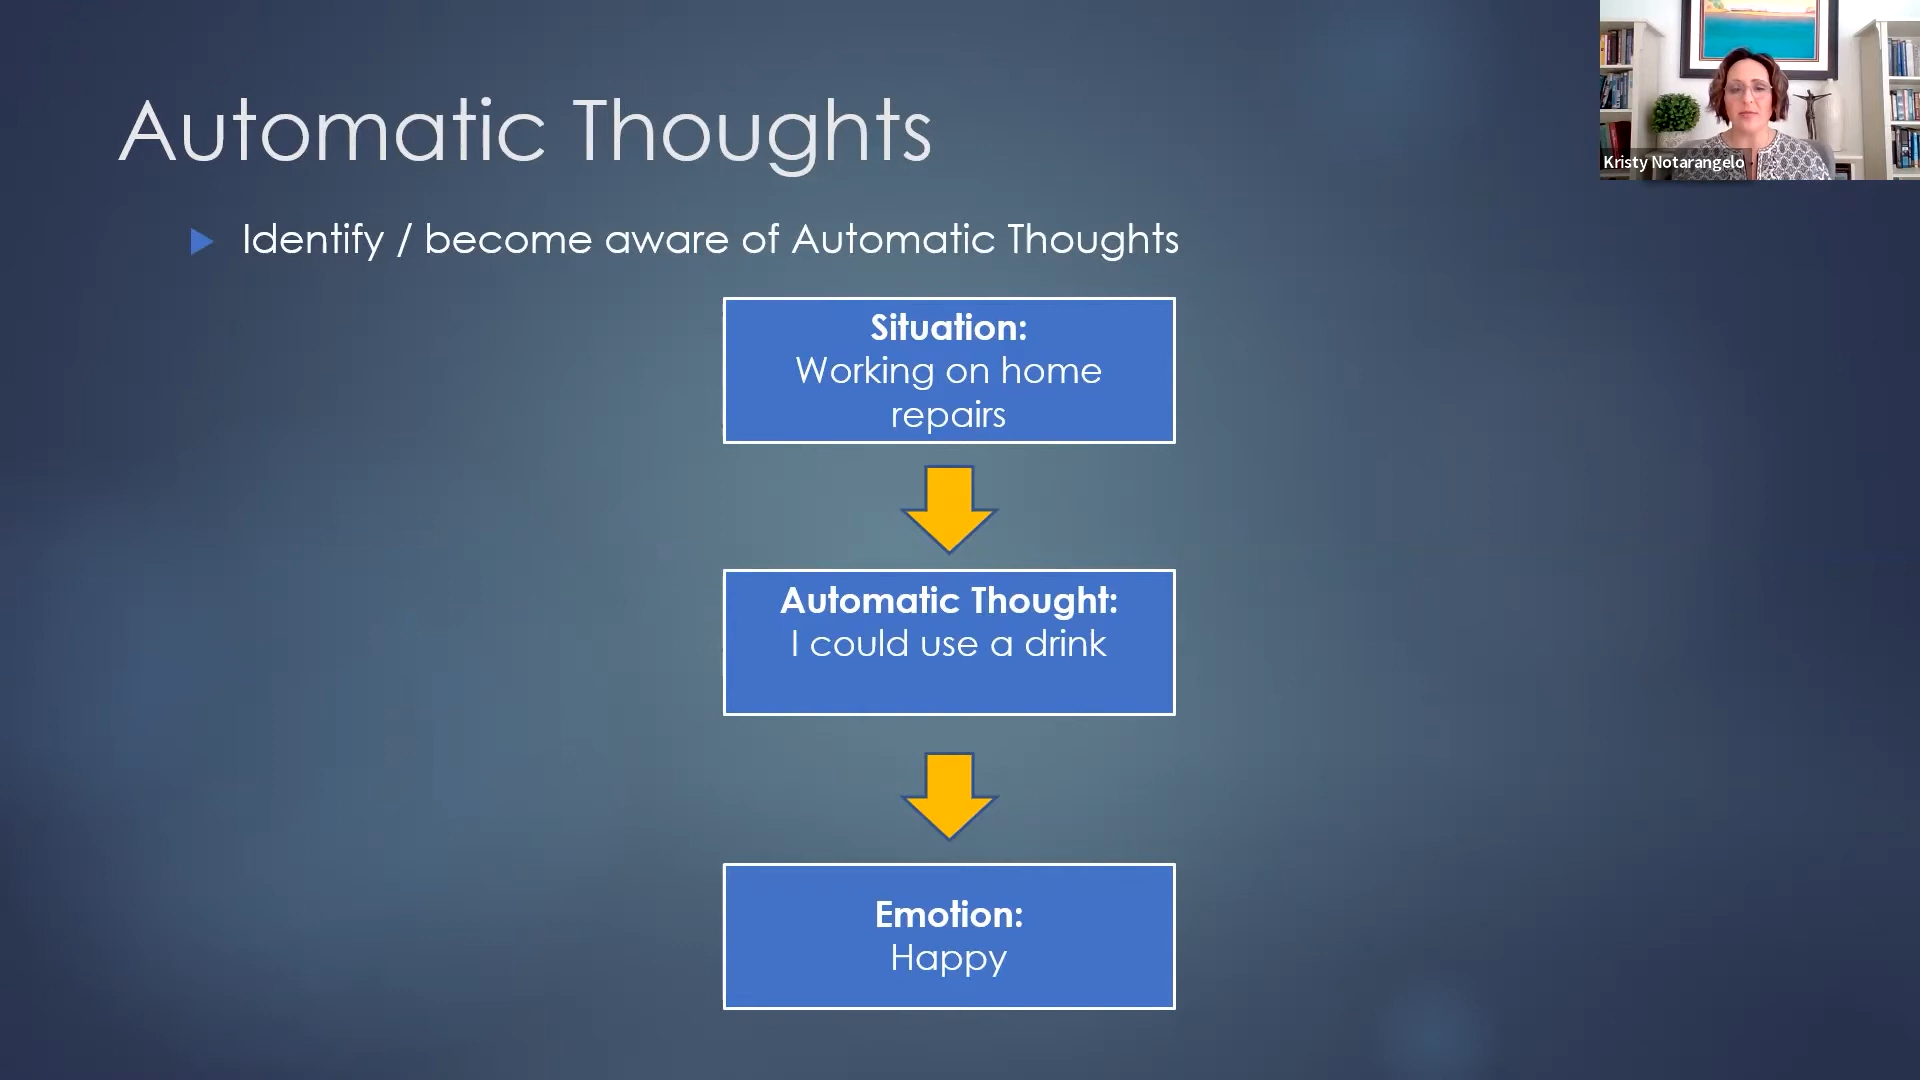 Automatic Thoughts
Kristy Notarangelo
Identify / become aware of Automatic Thoughts
Situation:
Working on home
repairs
Automatic Thought:
I could use a drink
Emotion:
Happy